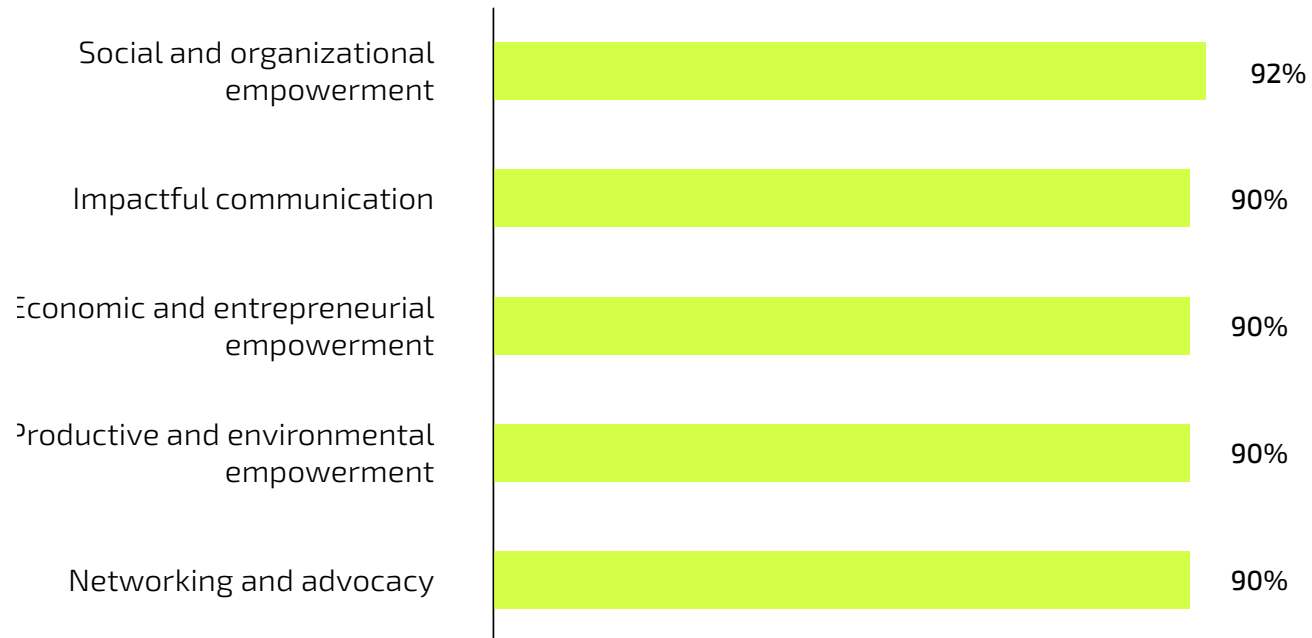 Social and organizational
empowerment
92%
Impactful communication
90%
Economic and entrepreneurial
empowerment
90%
Productive and environmental
empowerment
90%
Networking and advocacy
90%